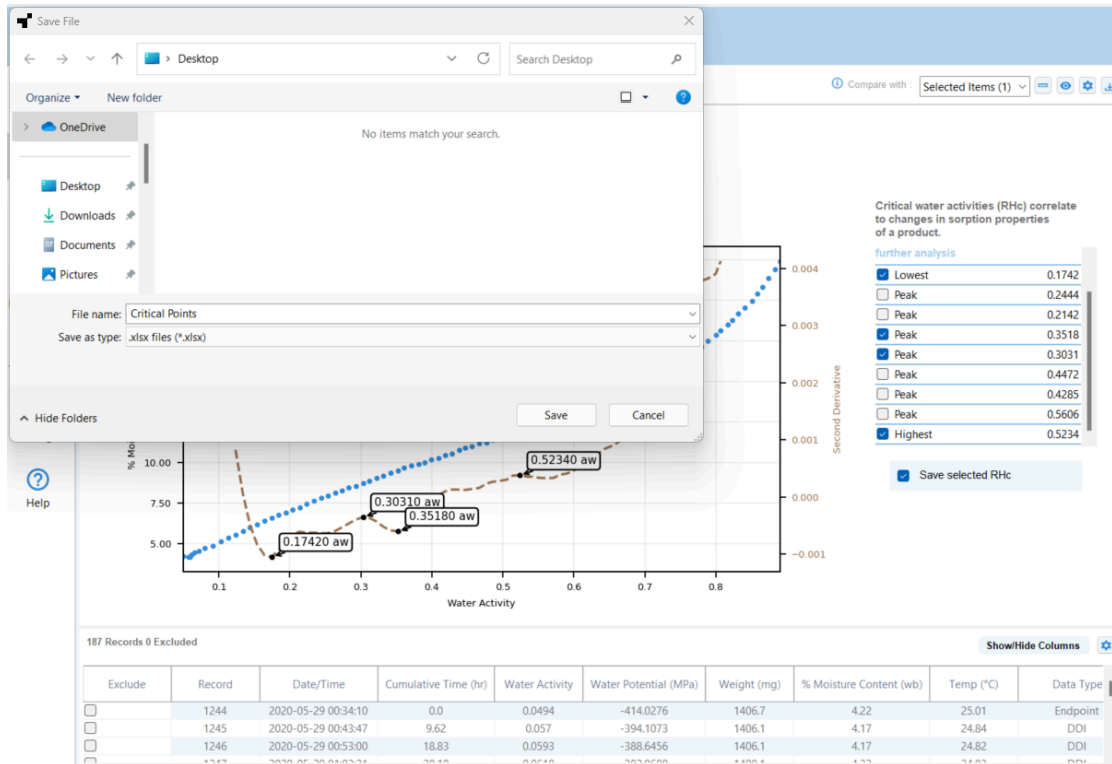 Save File
Desktop
Search Desktop
Organize
New folder
OneDrive
No items match your search.
Desktop
Downloads
Documents
Pictures
File name: Critical Points
Save as type: .xlsx files (*.xlsx)
Hide Folders
Save
Cancel
Compare with :
Selected Items (1)
Critical water activities (RHc) correlate
to changes in sorption properties
of a product.
further analysis
Lowest 0.1742
Peak 0.2444
Peak 0.2142
Peak 0.3518
Peak 0.3031
Peak 0.4472
Peak 0.4285
Peak 0.5606
Highest 0.5234
Save selected RHc
Help
10.00
7.50
5.00
0.52340 aw
0.30310 aw
0.35180 aw
0.17420 aw
0.004
0.003
0.002
0.001
0.000
−0.001
Second Derivative
0.1 0.2 0.3 0.4 0.5 0.6 0.7 0.8
Water Activity
187 Records 0 Excluded
Show/Hide Columns
Exclude Record Date/Time Cumulative Time (hr) Water Activity Water Potential (MPa) Weight (mg) % Moisture Content (wb) Temp (°C) Data Type
1244 2020-05-29 00:34:10 0.0 0.0494 -414.0276 1406.7 4.22 25.01 Endpoint
1245 2020-05-29 00:43:47 9.62 0.057 -394.1073 1406.1 4.17 24.84 DDI
1246 2020-05-29 00:53:00 18.83 0.0593 -388.6456 1406.1 4.17 24.82 DDI